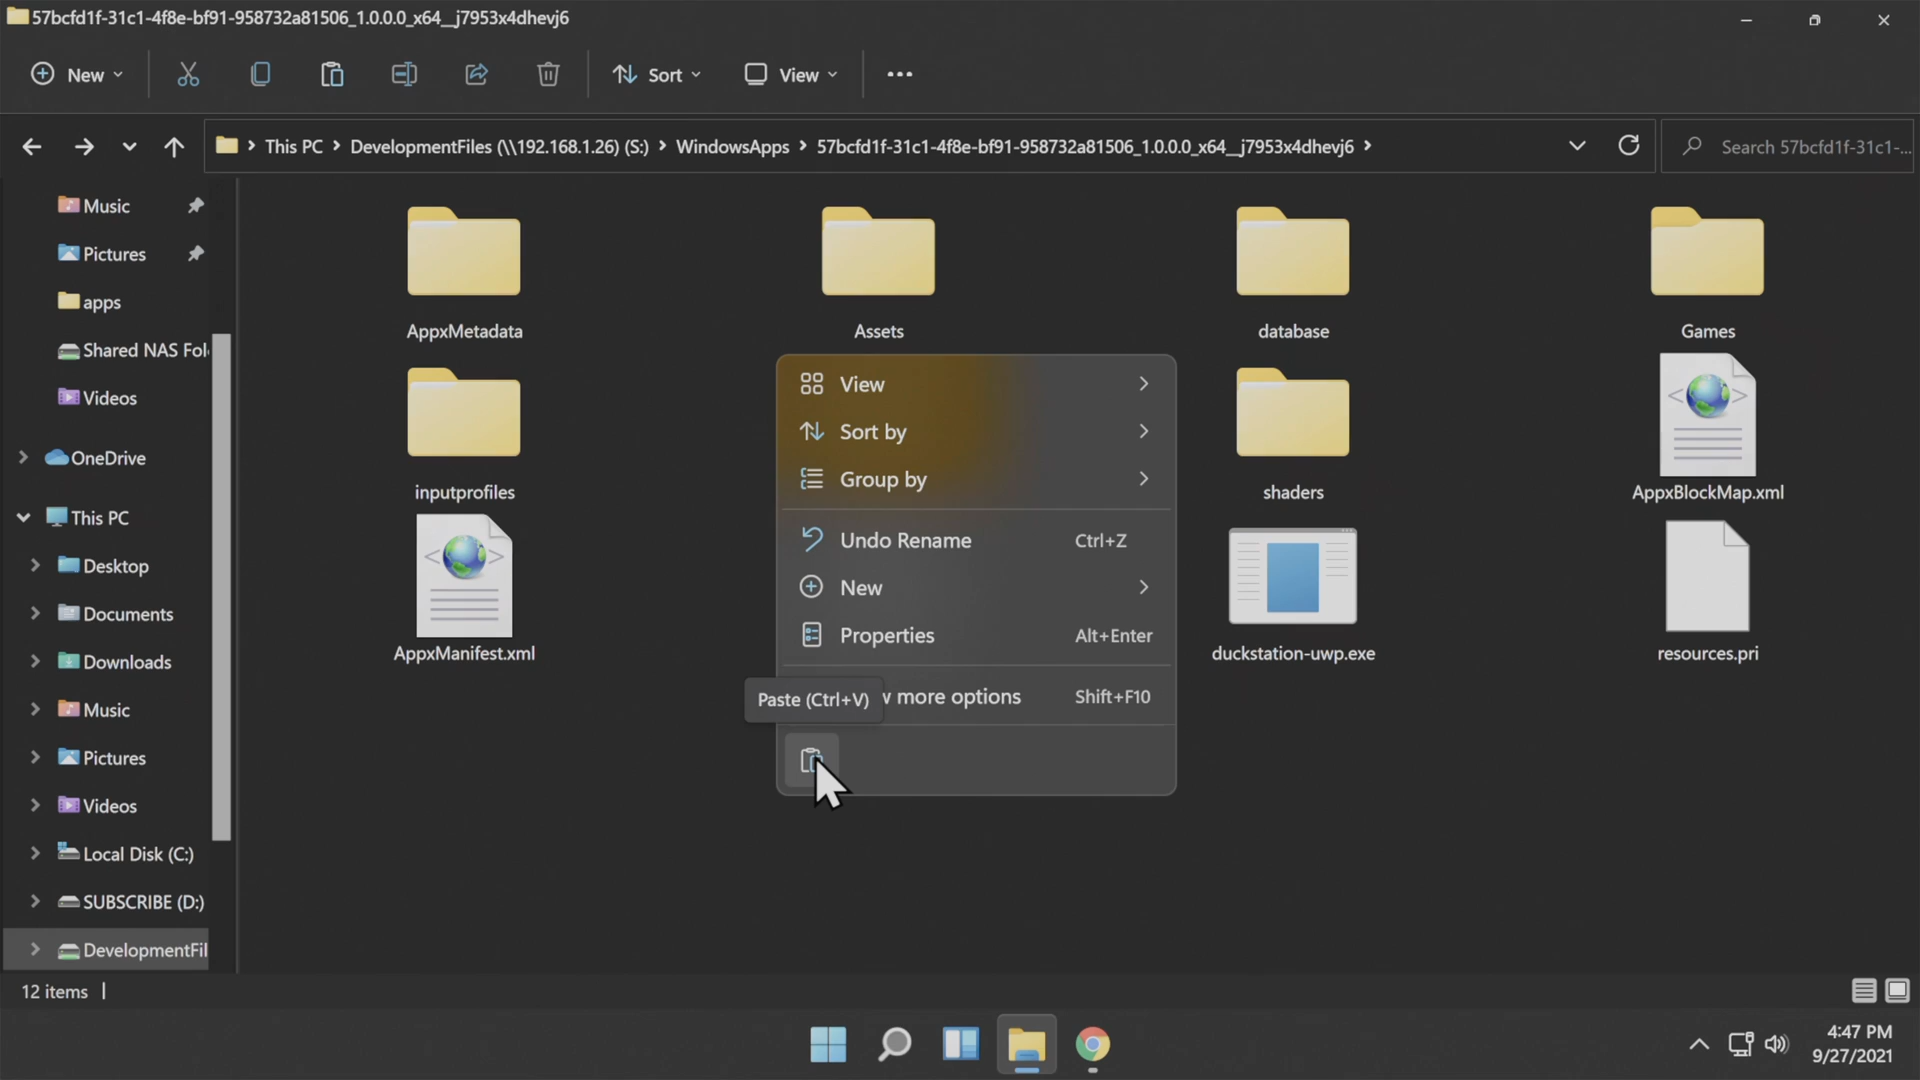 57bcfd1f-31c1-4f8e-bf91-958732a81506_1.0.0.0_x64__j7953x4dhevj6
New
Sort
View
This PC > DevelopmentFiles (\\192.168.1.26) (S:) > WindowsApps > 57bcfd1f-31c1-4f8e-bf91-958732a81506_1.0.0.0_x64__j7953x4dhevj6 >
Search 57bcfd1f-31c1-...
Music
Pictures
apps
Shared NAS Fol
Videos
OneDrive
This PC
Desktop
Documents
Downloads
Music
Pictures
Videos
Local Disk (C:)
SUBSCRIBE (D:)
DevelopmentFil
AppxMetadata
Assets
database
Games
inputprofiles
shaders
AppxBlockMap.xml
AppxManifest.xml
duckstation-uwp.exe
resources.pri
View
Sort by
Group by
Undo Rename Ctrl+Z
New
Properties Alt+Enter
w more options Shift+F10
Paste (Ctrl+V)
12 items
4:47 PM
9/27/2021